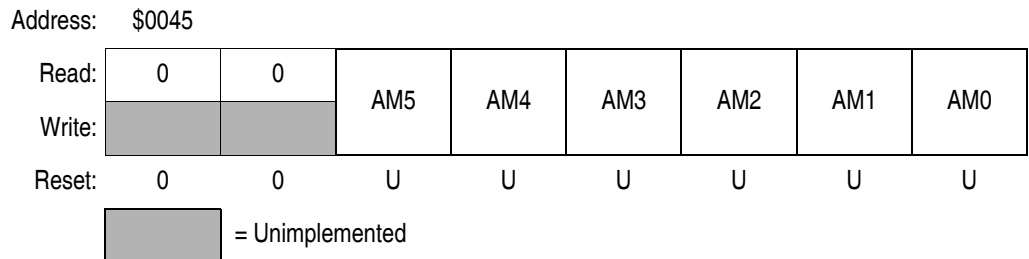 Address: $0045
Read: 0 0 AM5 AM4 AM3 AM2 AM1 AM0
Write:
Reset: 0 0 U U U U U U
= Unimplemented